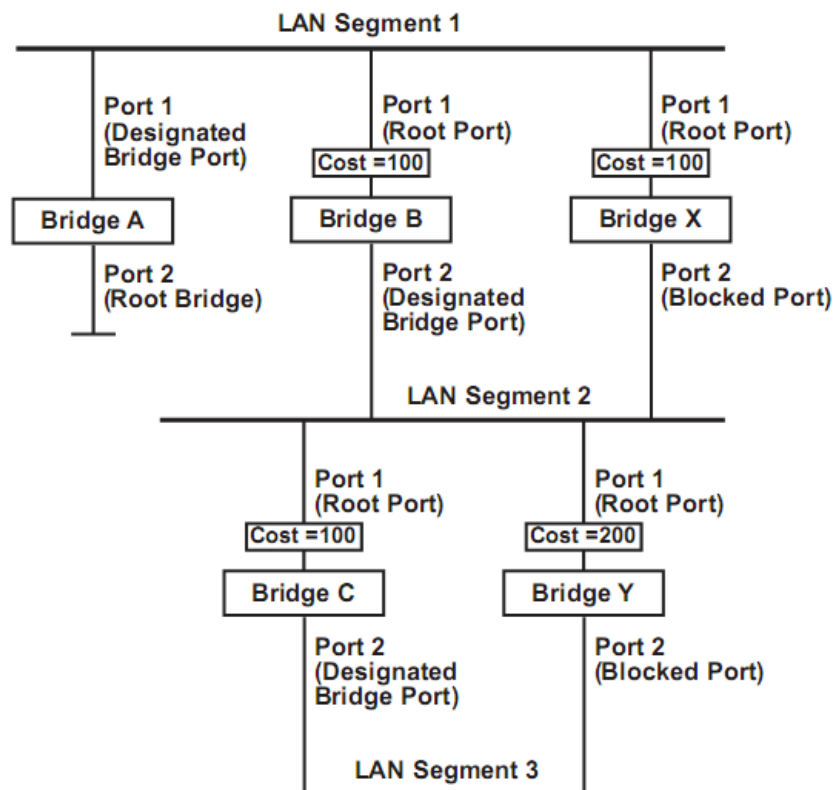 LAN Segment 1
Port 1
(Designated
Bridge Port)
Port 1
(Root Port)
Port 1
(Root Port)
Cost =100
Cost =100
Bridge A
Bridge B
Bridge X
Port 2
(Root Bridge)
Port 2
(Designated
Bridge Port)
Port 2
(Blocked Port)
LAN Segment 2
Port 1
(Root Port)
Port 1
(Root Port)
Cost =100
Cost =200
Bridge C
Bridge Y
Port 2
(Designated
Bridge Port)
Port 2
(Blocked Port)
LAN Segment 3